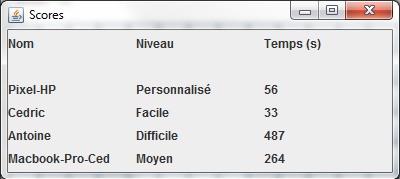 Scores
Nom Niveau Temps (s)
Pixel-HP Personnalisé 56
Cedric Facile 33
Antoine Difficile 487
Macbook-Pro-Ced Moyen 264